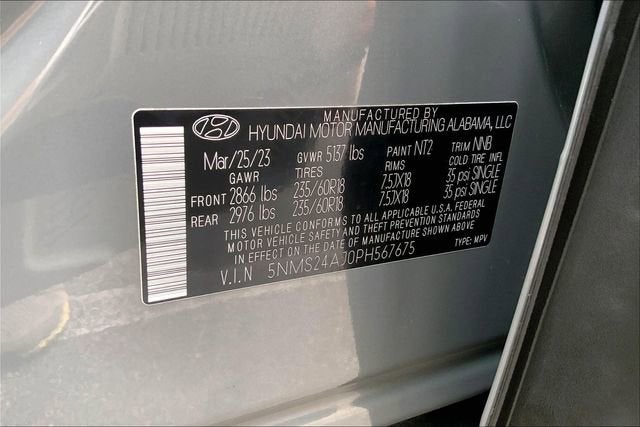 MANUFACTURED BY
HYUNDAI MOTOR MANUFACTURING ALABAMA, LLC
Mar/25/23 GVWR 5137 lbs PAINT NT2 TRIM NNB
GAWR TIRES RIMS COLD TIRE INFL
FRONT 2866 lbs 235/60R18 7.5JX18 35 psi SINGLE
REAR 2976 lbs 235/60R18 7.5JX18 35 psi SINGLE
THIS VEHICLE CONFORMS TO ALL APPLICABLE U.S.A. FEDERAL
MOTOR VEHICLE SAFETY AND THEFT PREVENTION STANDARDS
IN EFFECT ON THE DATE OF MANUFACTURE SHOWN ABOVE
V.I.N 5NMS24AJ0PH567675 TYPE: MPV